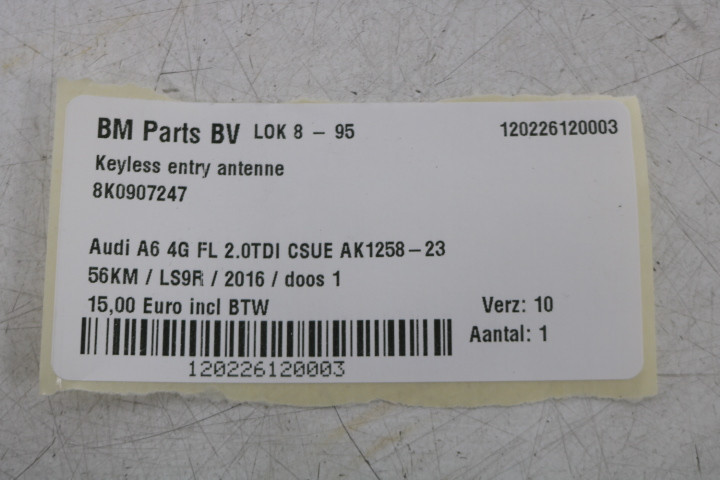 BM Parts BV LOK 8 - 95 120226120003
Keyless entry antenne
8K0907247
Audi A6 4G FL 2.0TDI CSUE AK1258-23
56KM / LS9R / 2016 / doos 1
15,00 Euro incl BTW Verz: 10
Aantal: 1
120226120003